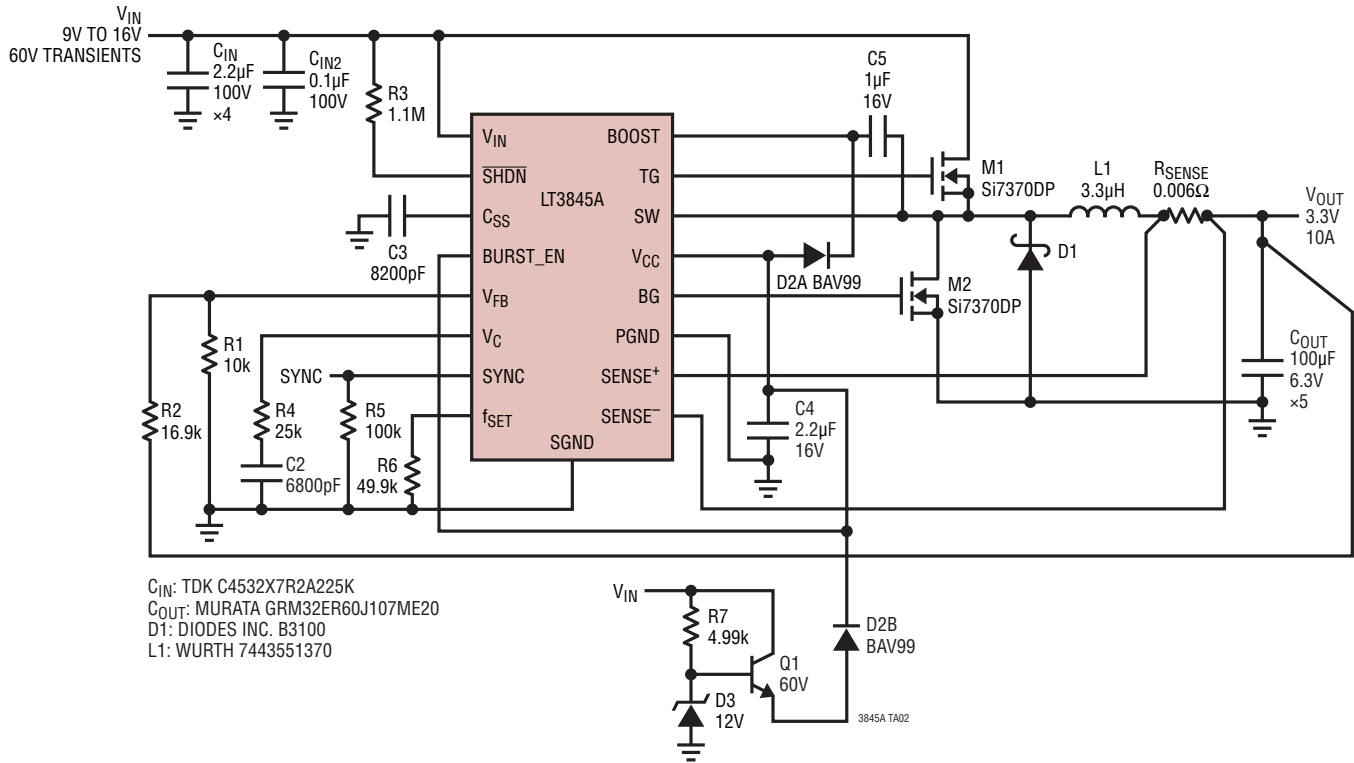 VIN
9V TO 16V
60V TRANSIENTS
CIN
2.2µF
100V
×4
CIN2
0.1µF
100V
R3
1.1M
C5
1µF
16V
VIN
SHDN
CSS
BURST_EN
VFB
VC
SYNC
fSET
SGND
LT3845A
BOOST
TG
SW
VCC
BG
PGND
SENSE+
SENSE–
C3
8200pF
M1
Si7370DP
L1
3.3µH
RSENSE
0.006Ω
VOUT
3.3V
10A
D1
D2A BAV99
M2
Si7370DP
R1
10k
R2
16.9k
SYNC
R4
25k
R5
100k
C2
6800pF
R6
49.9k
C4
2.2µF
16V
COUT
100µF
6.3V
×5
CIN: TDK C4532X7R2A225K
COUT: MURATA GRM32ER60J107ME20
D1: DIODES INC. B3100
L1: WURTH 7443551370
VIN
R7
4.99k
D2B
BAV99
Q1
60V
D3
12V
3845A TA02